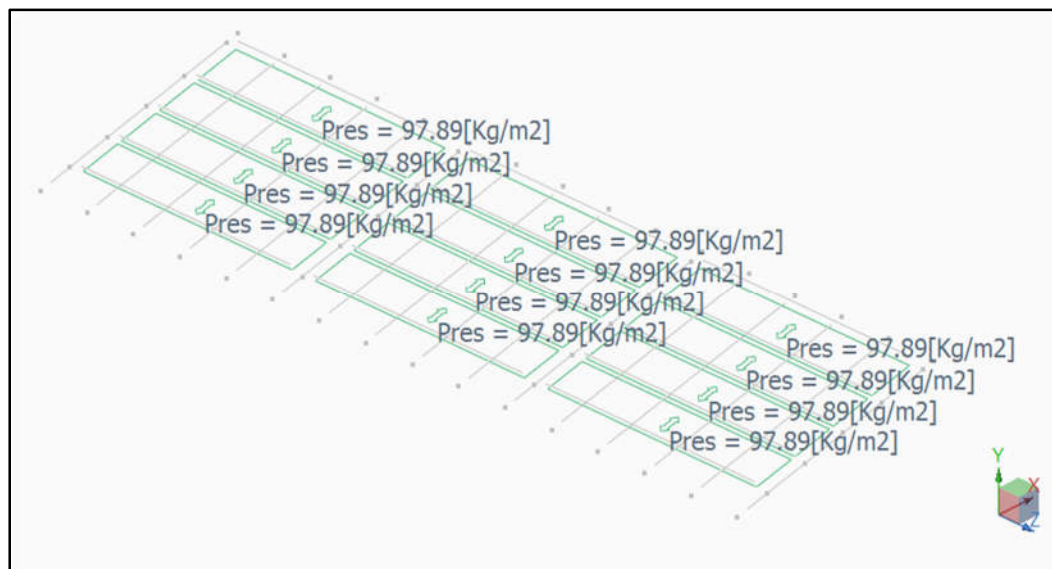 Pres = 97.89[Kg/m2]
Pres = 97.89[Kg/m2]
Pres = 97.89[Kg/m2]
Pres = 97.89[Kg/m2]
Pres = 97.89[Kg/m2]
Pres = 97.89[Kg/m2]
Pres = 97.89[Kg/m2]
Pres = 97.89[Kg/m2]
Pres = 97.89[Kg/m2]
Pres = 97.89[Kg/m2]
Pres = 97.89[Kg/m2]
Pres = 97.89[Kg/m2]
Y
X
Z